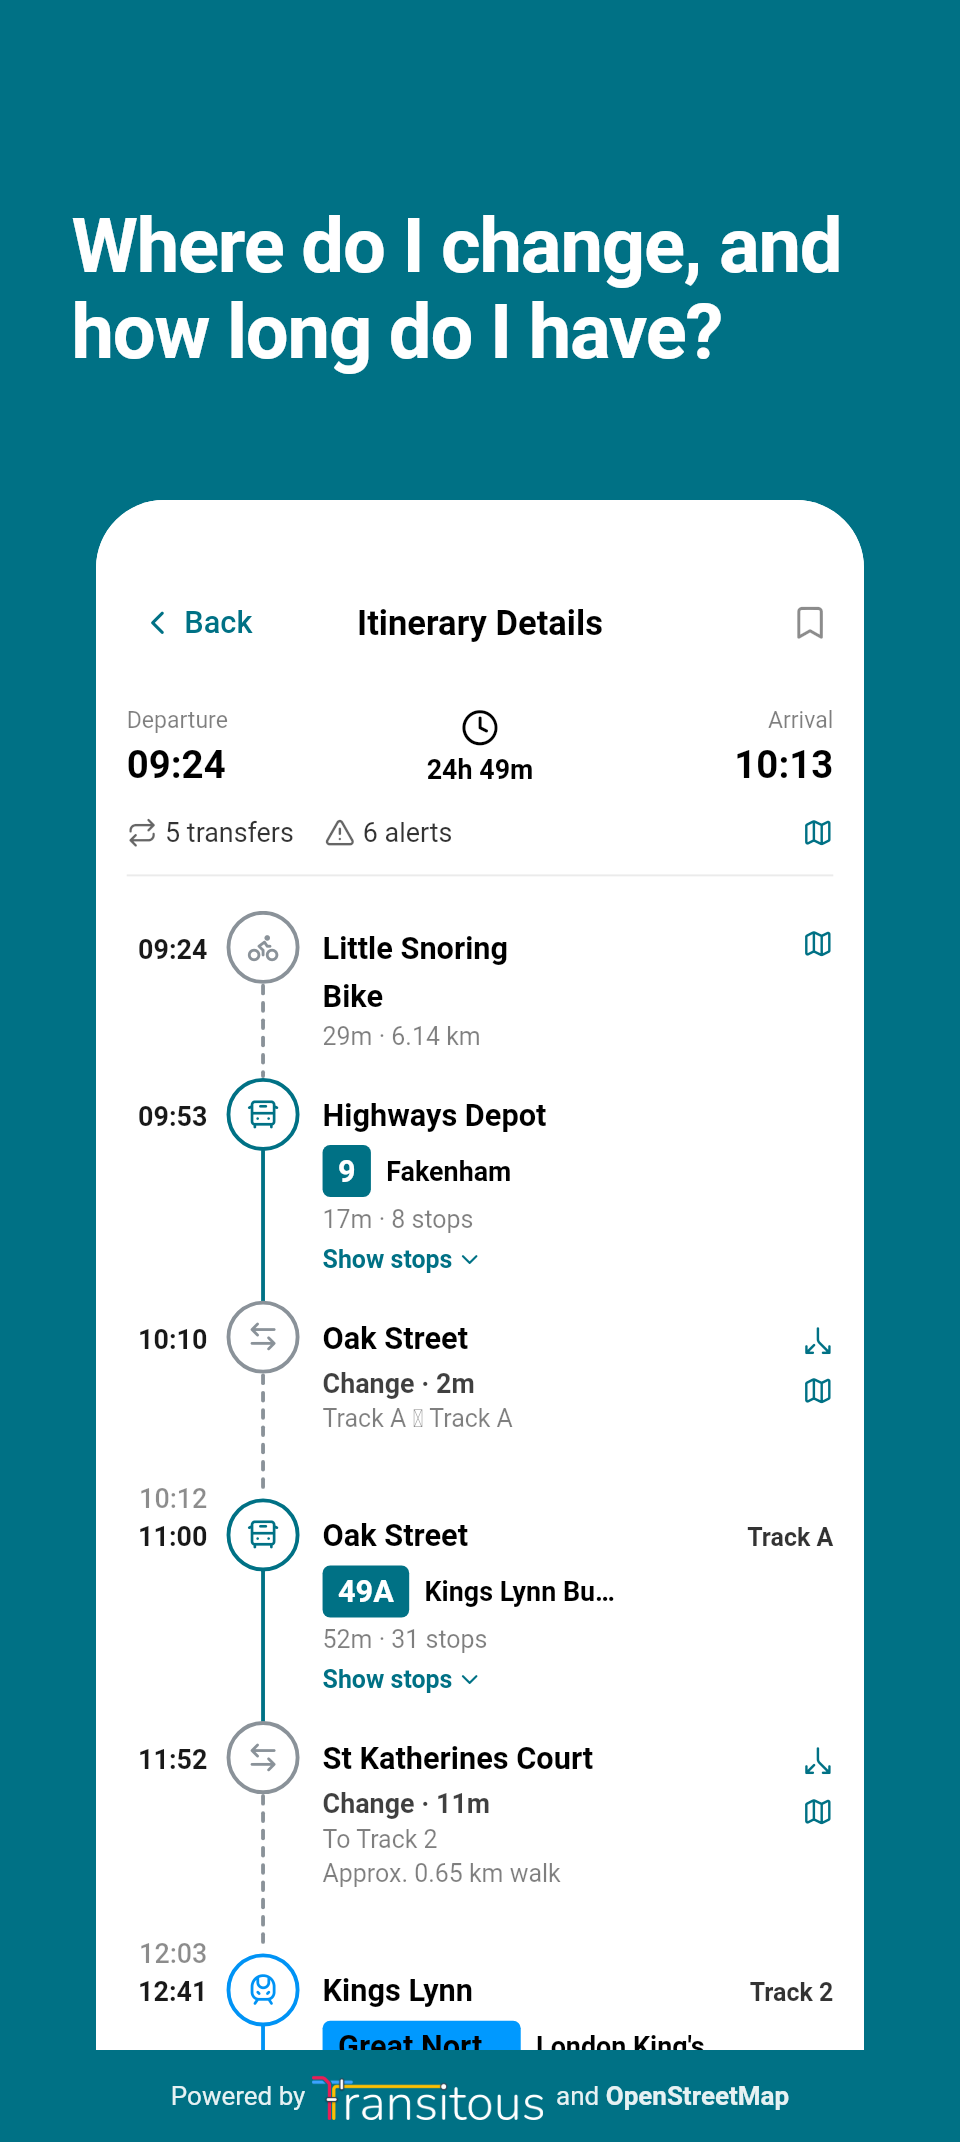 Where do I change, and
how long do I have?
Back
Itinerary Details
Departure
Arrival
09:24
24h 49m
10:13
5 transfers
6 alerts
09:24
Little Snoring
Bike
29m · 6.14 km
09:53
Highways Depot
9 Fakenham
17m · 8 stops
Show stops
10:10
Oak Street
Change · 2m
Track A Track A
10:12
11:00
Oak Street
Track A
49A Kings Lynn Bu...
52m · 31 stops
Show stops
11:52
St Katherines Court
Change · 11m
To Track 2
Approx. 0.65 km walk
12:03
12:41
Kings Lynn
Track 2
Great Nort... London King's
Powered by Transitous and OpenStreetMap